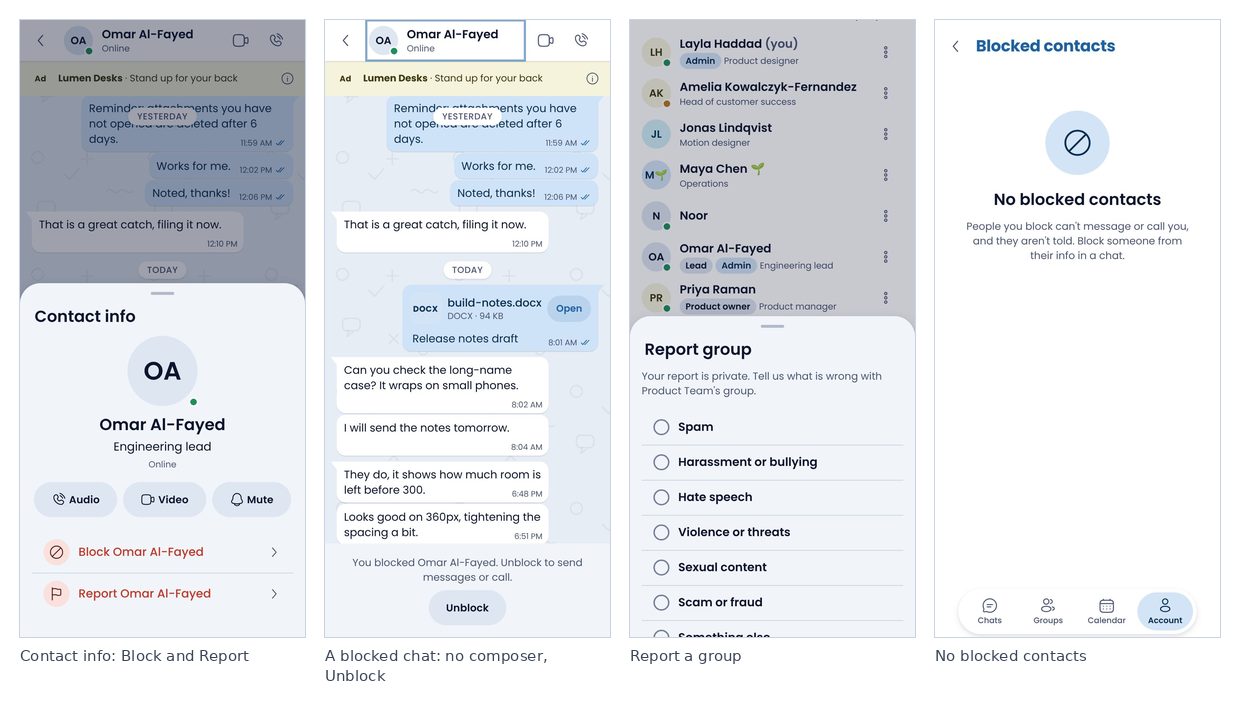 OA
Omar Al-Fayed
Online
Ad Lumen Desks · Stand up for your back
Reminder: attachments you have
YESTERDAY
not opened are deleted after 6
days.
11:59 AM
Works for me. 12:02 PM
Noted, thanks! 12:06 PM
That is a great catch, filing it now.
12:10 PM
TODAY
Contact info
OA
Omar Al-Fayed
Engineering lead
Online
Audio
Video
Mute
Block Omar Al-Fayed
Report Omar Al-Fayed
Contact info: Block and Report
OA
Omar Al-Fayed
Online
Ad Lumen Desks · Stand up for your back
Reminder: attachments you have
YESTERDAY
not opened are deleted after 6
days.
11:59 AM
Works for me. 12:02 PM
Noted, thanks! 12:06 PM
That is a great catch, filing it now.
12:10 PM
TODAY
DOCX
build-notes.docx
DOCX · 94 KB
Open
Release notes draft
8:01 AM
Can you check the long-name
case? It wraps on small phones.
8:02 AM
I will send the notes tomorrow.
8:04 AM
They do, it shows how much room is
left before 300.
6:48 PM
Looks good on 360px, tightening the
spacing a bit.
6:51 PM
You blocked Omar Al-Fayed. Unblock to send
messages or call.
Unblock
A blocked chat: no composer,
Unblock
LH
Layla Haddad (you)
Admin Product designer
AK
Amelia Kowalczyk-Fernandez
Head of customer success
JL
Jonas Lindqvist
Motion designer
M🌱
Maya Chen 🌱
Operations
N
Noor
OA
Omar Al-Fayed
Lead Admin Engineering lead
PR
Priya Raman
Product owner Product manager
Report group
Your report is private. Tell us what is wrong with
Product Team's group.
Spam
Harassment or bullying
Hate speech
Violence or threats
Sexual content
Scam or fraud
Something else
Report a group
Blocked contacts
No blocked contacts
People you block can't message or call you,
and they aren't told. Block someone from
their info in a chat.
Chats
Groups
Calendar
Account
No blocked contacts